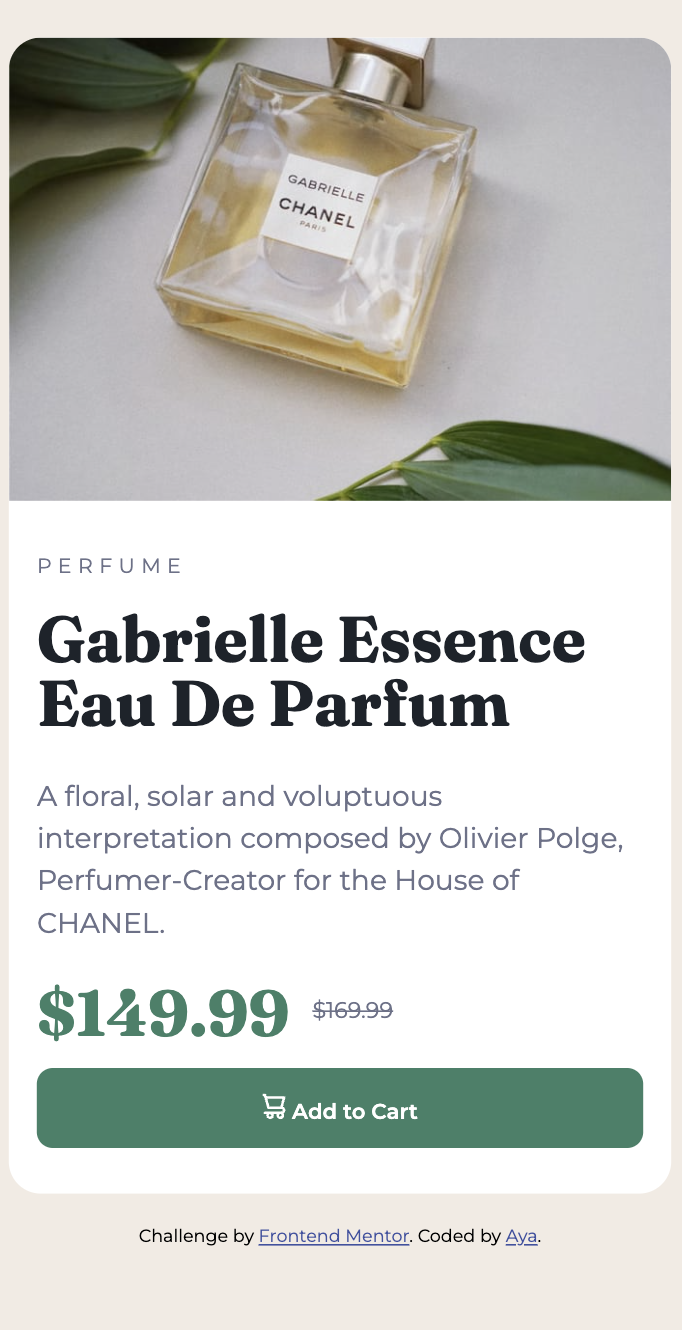 GABRIELLE
CHANEL
PARIS
PERFUME
Gabrielle Essence
Eau De Parfum
A floral, solar and voluptuous
interpretation composed by Olivier Polge,
Perfumer-Creator for the House of
CHANEL.
$149.99 $169.99
Add to Cart
Challenge by Frontend Mentor. Coded by Aya.